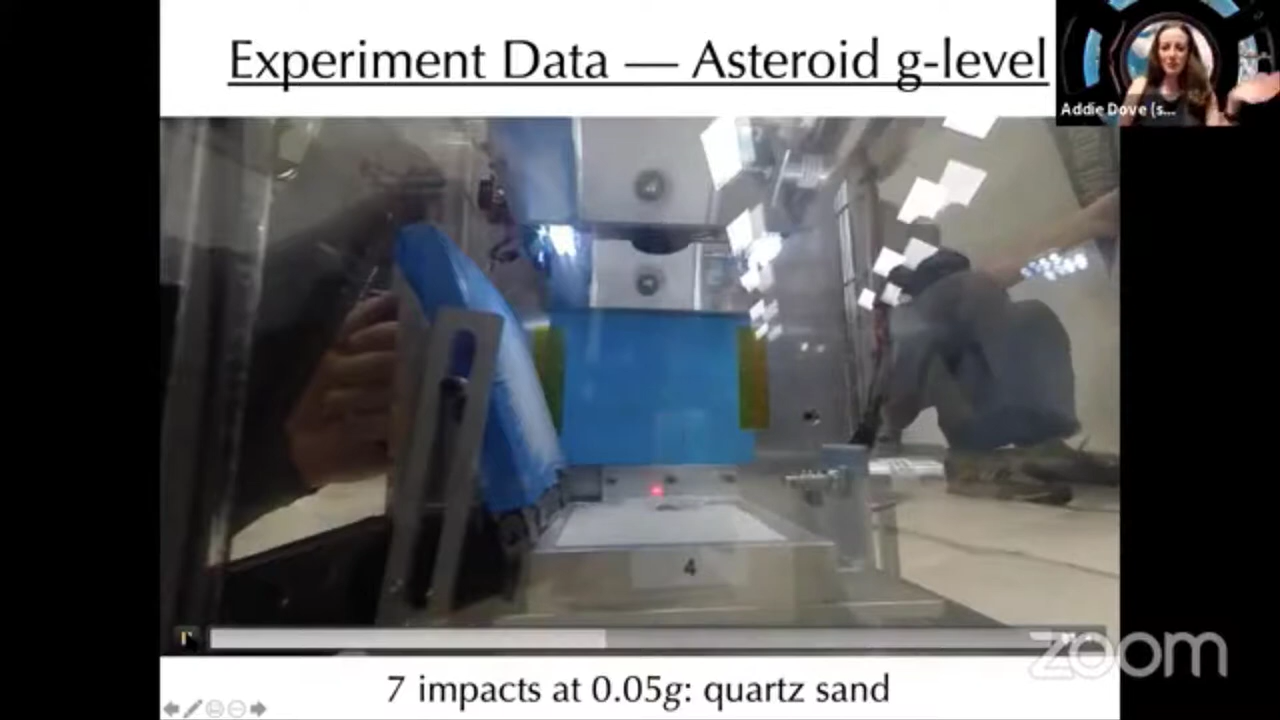 Experiment Data — Asteroid g-level
Addie Dove (s...
4
zoom
7 impacts at 0.05g: quartz sand